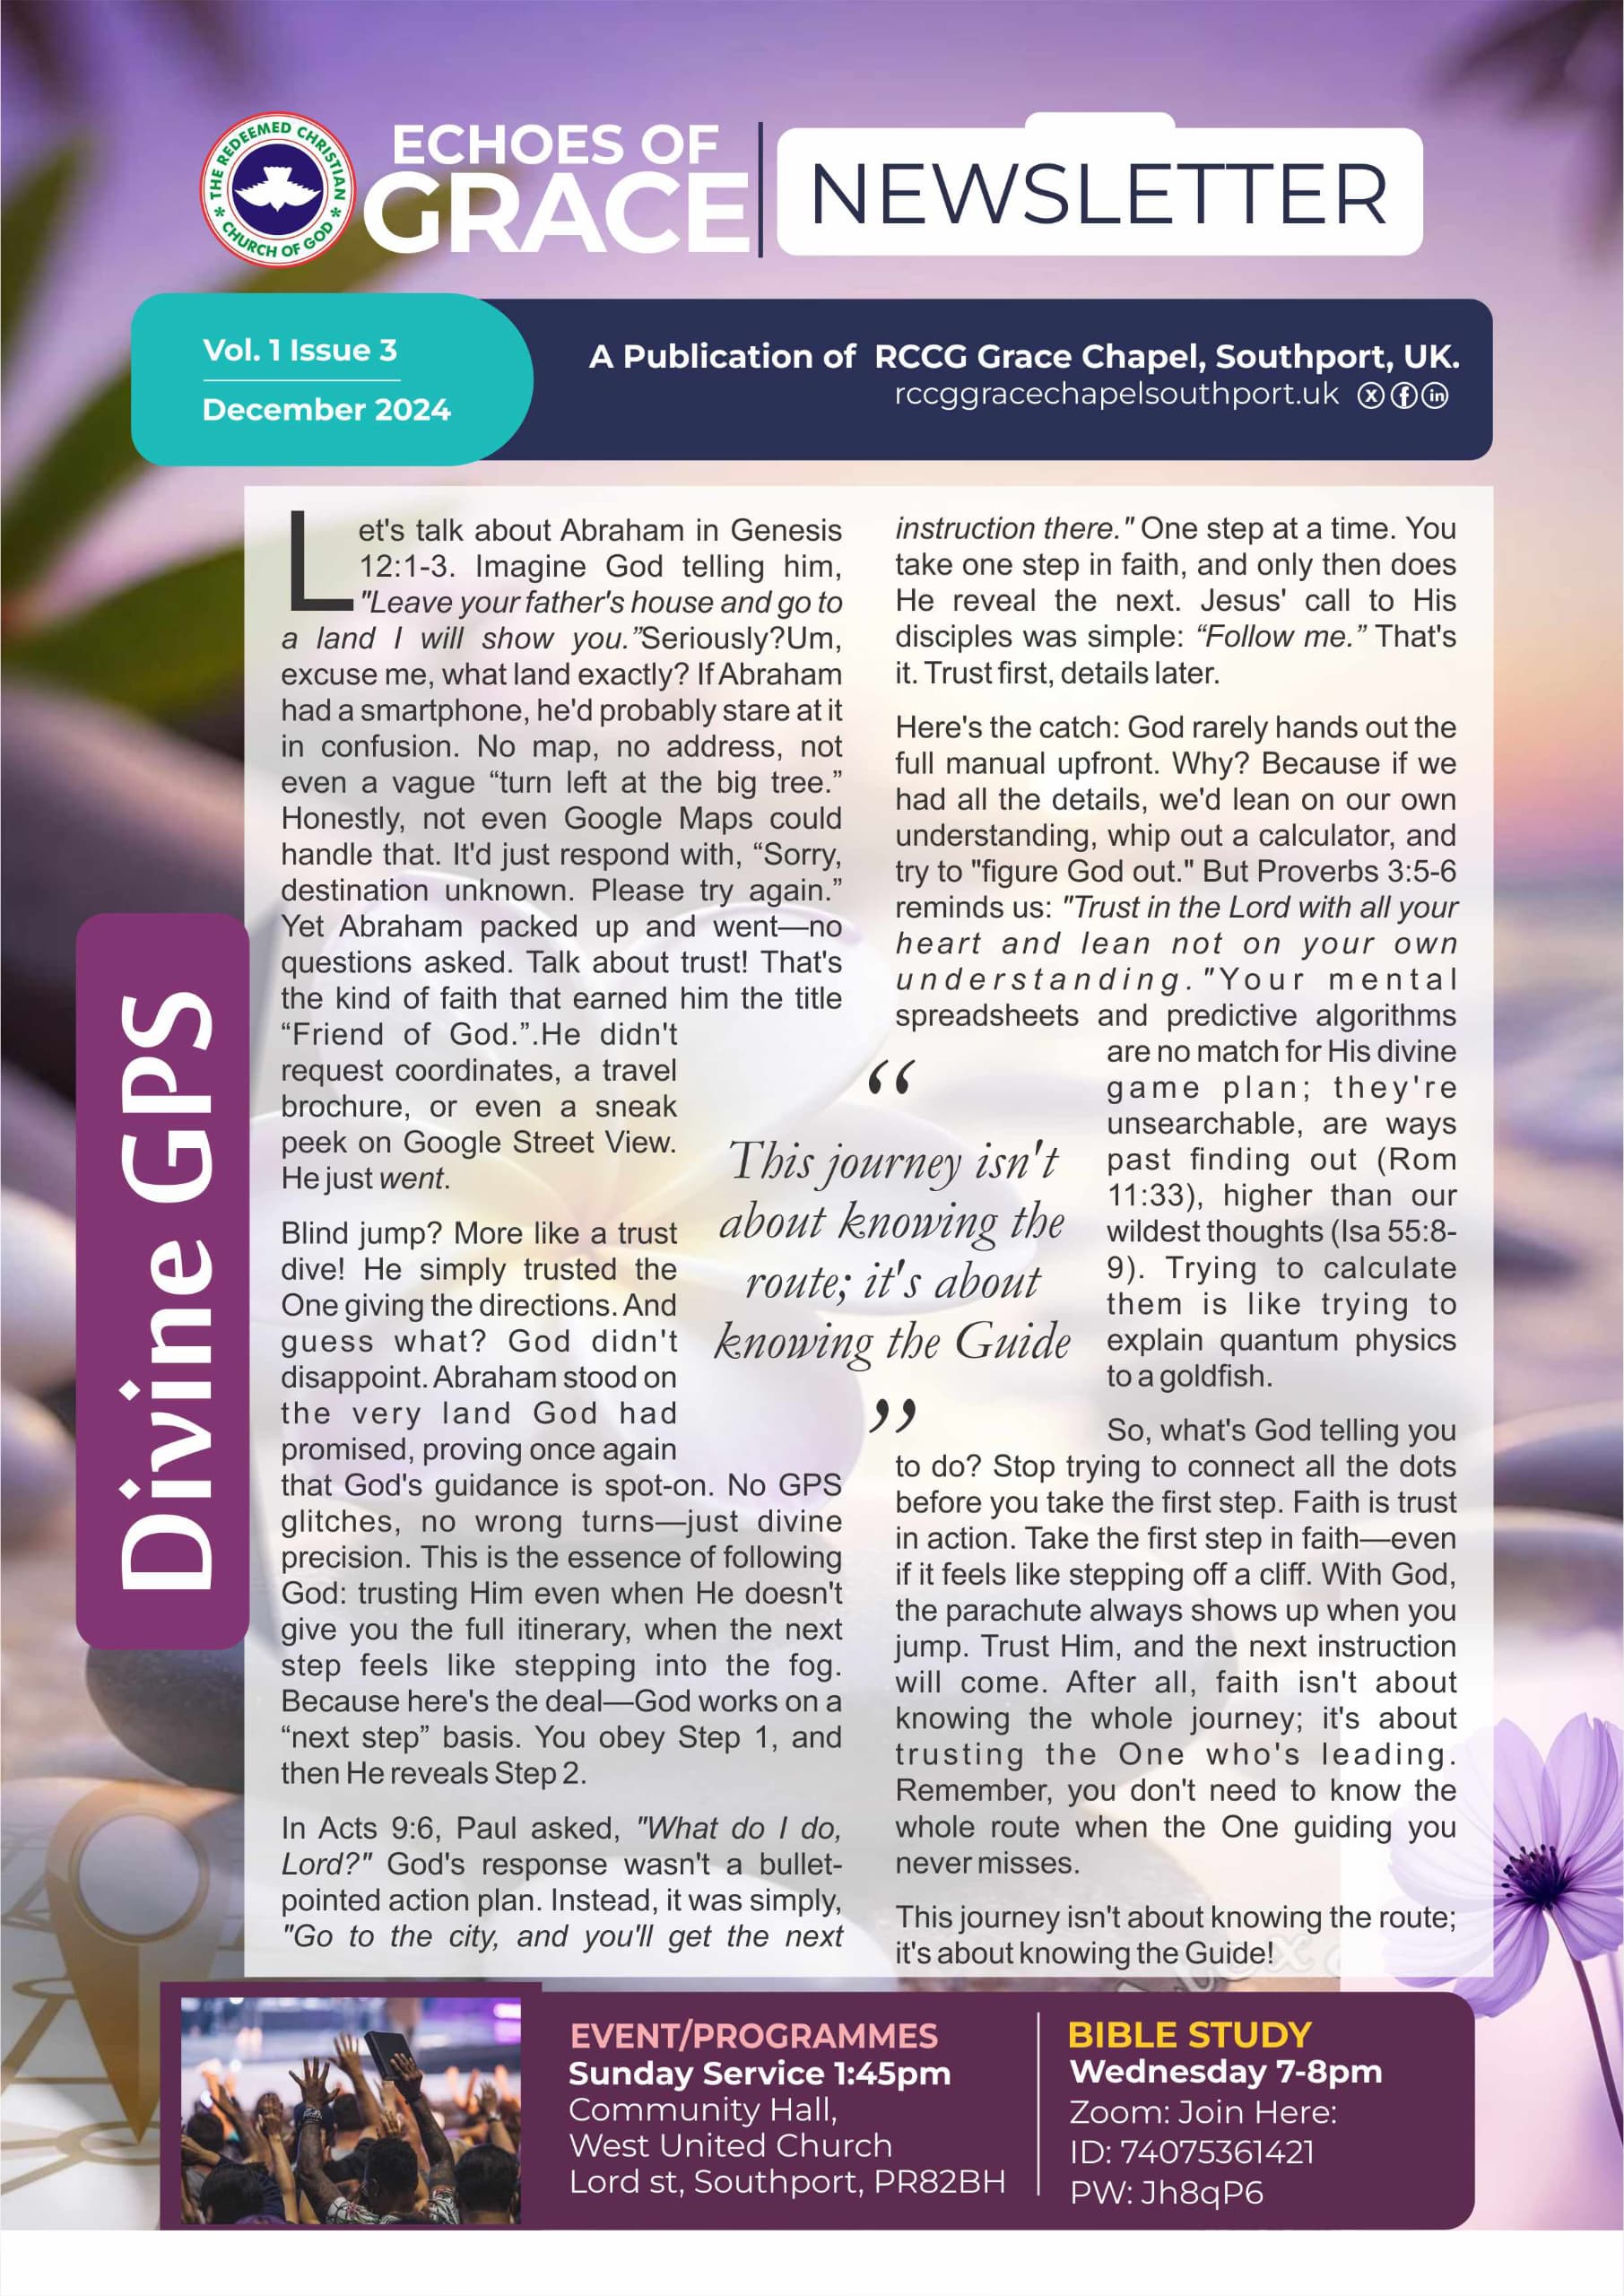 THE REDEEMED CHRISTIAN
* CHURCH OF GOD *
ECHOES OF
GRACE
NEWSLETTER
Vol. 1 Issue 3
December 2024
A Publication of RCCG Grace Chapel, Southport, UK.
rccggracechapelsouthport.uk
Divine GPS
Let's talk about Abraham in Genesis
12:1-3. Imagine God telling him,
"Leave your father's house and go to
a land I will show you.”Seriously?Um,
excuse me, what land exactly? If Abraham
had a smartphone, he'd probably stare at it
in confusion. No map, no address, not
even a vague “turn left at the big tree.”
Honestly, not even Google Maps could
handle that. It'd just respond with, “Sorry,
destination unknown. Please try again.”
Yet Abraham packed up and went—no
questions asked. Talk about trust! That's
the kind of faith that earned him the title
“Friend of God.”.He didn't
request coordinates, a travel
brochure, or even a sneak
peek on Google Street View.
He just went.
Blind jump? More like a trust
dive! He simply trusted the
One giving the directions. And
guess what? God didn't
disappoint. Abraham stood on
the very land God had
promised, proving once again
that God's guidance is spot-on. No GPS
glitches, no wrong turns—just divine
precision. This is the essence of following
God: trusting Him even when He doesn't
give you the full itinerary, when the next
step feels like stepping into the fog.
Because here's the deal—God works on a
“next step” basis. You obey Step 1, and
then He reveals Step 2.
In Acts 9:6, Paul asked, "What do I do,
Lord?" God's response wasn't a bullet-
pointed action plan. Instead, it was simply,
"Go to the city, and you'll get the next
instruction there." One step at a time. You
take one step in faith, and only then does
He reveal the next. Jesus' call to His
disciples was simple: “Follow me.” That's
it. Trust first, details later.
Here's the catch: God rarely hands out the
full manual upfront. Why? Because if we
had all the details, we'd lean on our own
understanding, whip out a calculator, and
try to "figure God out." But Proverbs 3:5-6
reminds us: "Trust in the Lord with all your
heart and lean not on your own
understanding."Your mental
spreadsheets and predictive algorithms
are no match for His divine
game plan; they're
unsearchable, are ways
past finding out (Rom
11:33), higher than our
wildest thoughts (Isa 55:8-
9). Trying to calculate
them is like trying to
explain quantum physics
to a goldfish.
So, what's God telling you
to do? Stop trying to connect all the dots
before you take the first step. Faith is trust
in action. Take the first step in faith—even
if it feels like stepping off a cliff. With God,
the parachute always shows up when you
jump. Trust Him, and the next instruction
will come. After all, faith isn't about
knowing the whole journey; it's about
trusting the One who's leading.
Remember, you don't need to know the
whole route when the One guiding you
never misses.
This journey isn't about knowing the route;
it's about knowing the Guide!
“
This journey isn't
about knowing the
route; it's about
knowing the Guide
”
EVENT/PROGRAMMES
Sunday Service 1:45pm
Community Hall,
West United Church
Lord st, Southport, PR82BH
BIBLE STUDY
Wednesday 7-8pm
Zoom: Join Here:
ID: 74075361421
PW: Jh8qP6